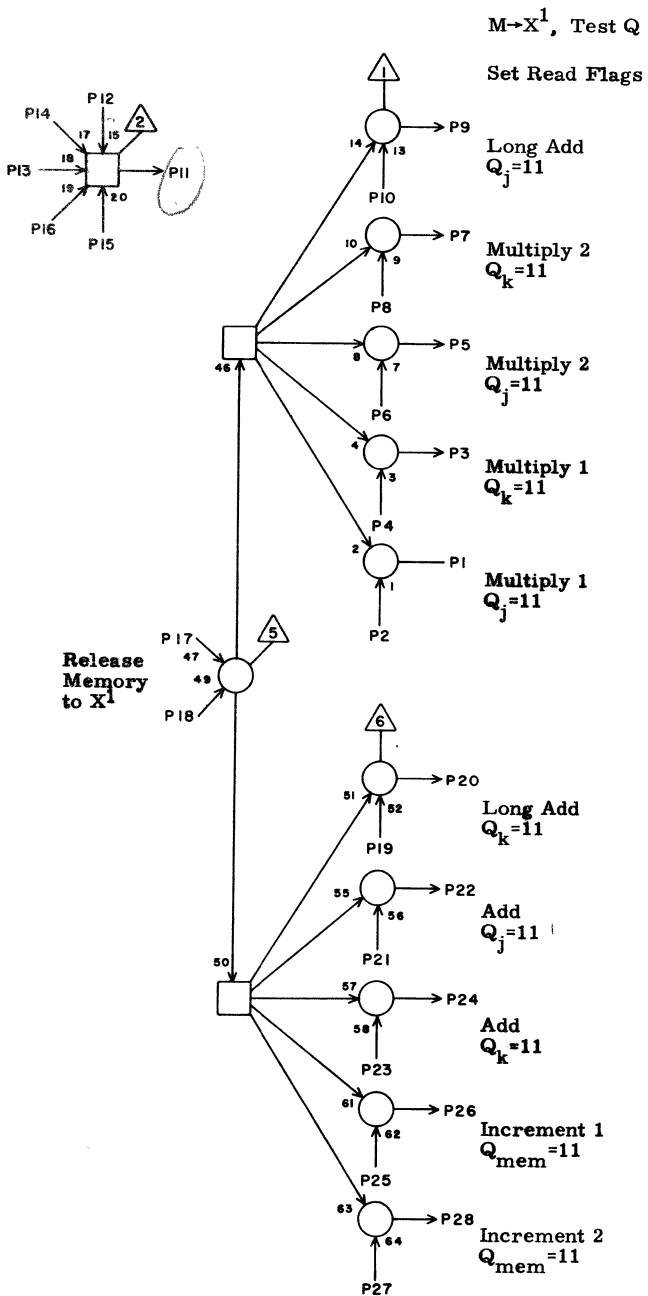 M→X¹, Test Q
Set Read Flags
1
14 13
P9
P10
Long Add
Qj=11
P12
P14
2
17 15
P13
18
P11
19
20
P16
P15
10 9
P7
P8
Multiply 2
Qk=11
46
8 7
P5
P6
Multiply 2
Qj=11
4 3
P3
P4
Multiply 1
Qk=11
2 1
P1
P2
Multiply 1
Qj=11
Release
Memory
to X¹
P17
47
49
P18
5
6
51 52
P20
P19
Long Add
Qk=11
55 56
P22
P21
Add
Qj=11
50
57
58
P24
P23
Add
Qk=11
61 62
P26
P25
Increment 1
Qmem=11
63 64
P28
P27
Increment 2
Qmem=11